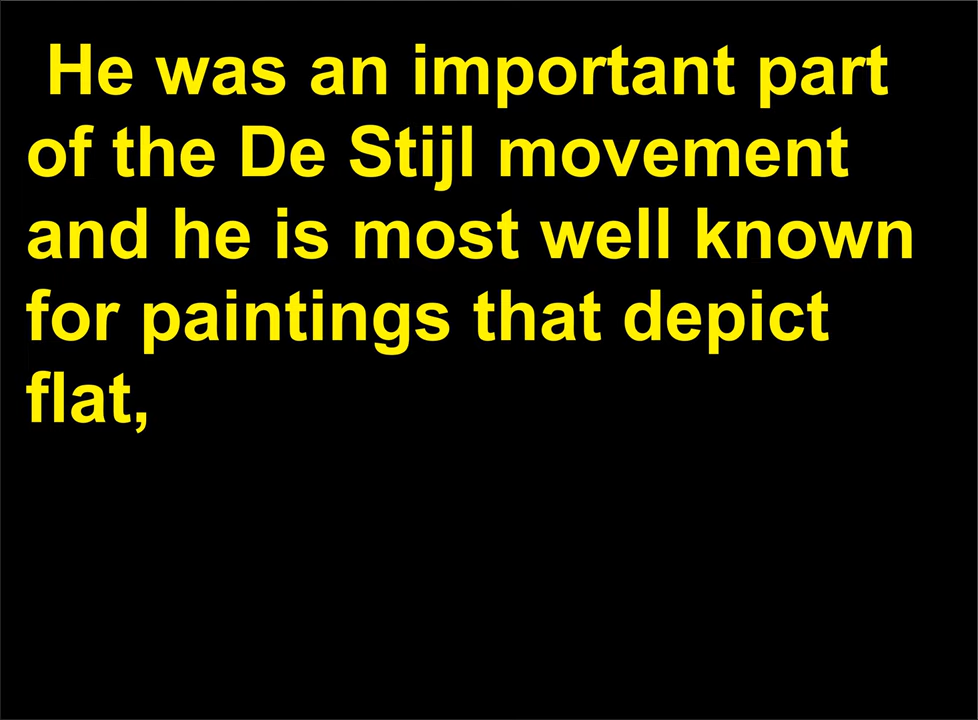 He was an important part
of the De Stijl movement
and he is most well known
for paintings that depict
flat,